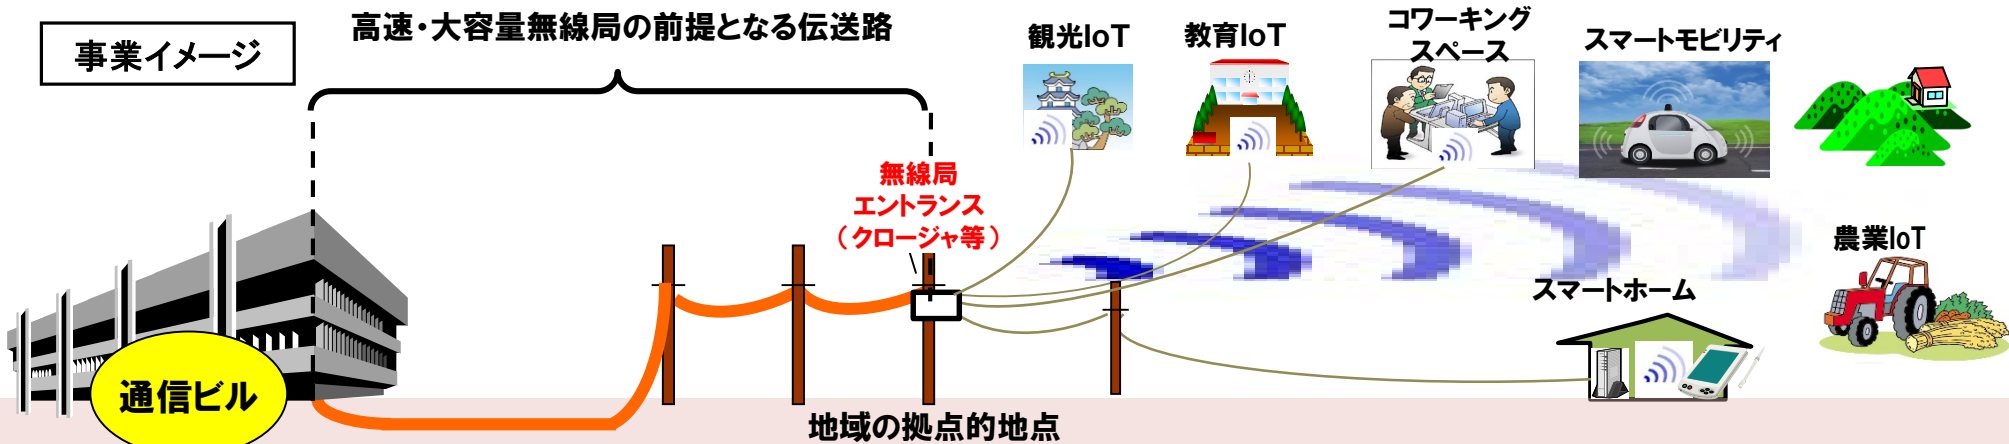 事業イメージ
高速・大容量無線局の前提となる伝送路
観光IoT
教育IoT
コワーキング
スペース
スマートモビリティ
無線局
エントランス
（クロージャ等）
農業IoT
スマートホーム
通信ビル
地域の拠点的地点